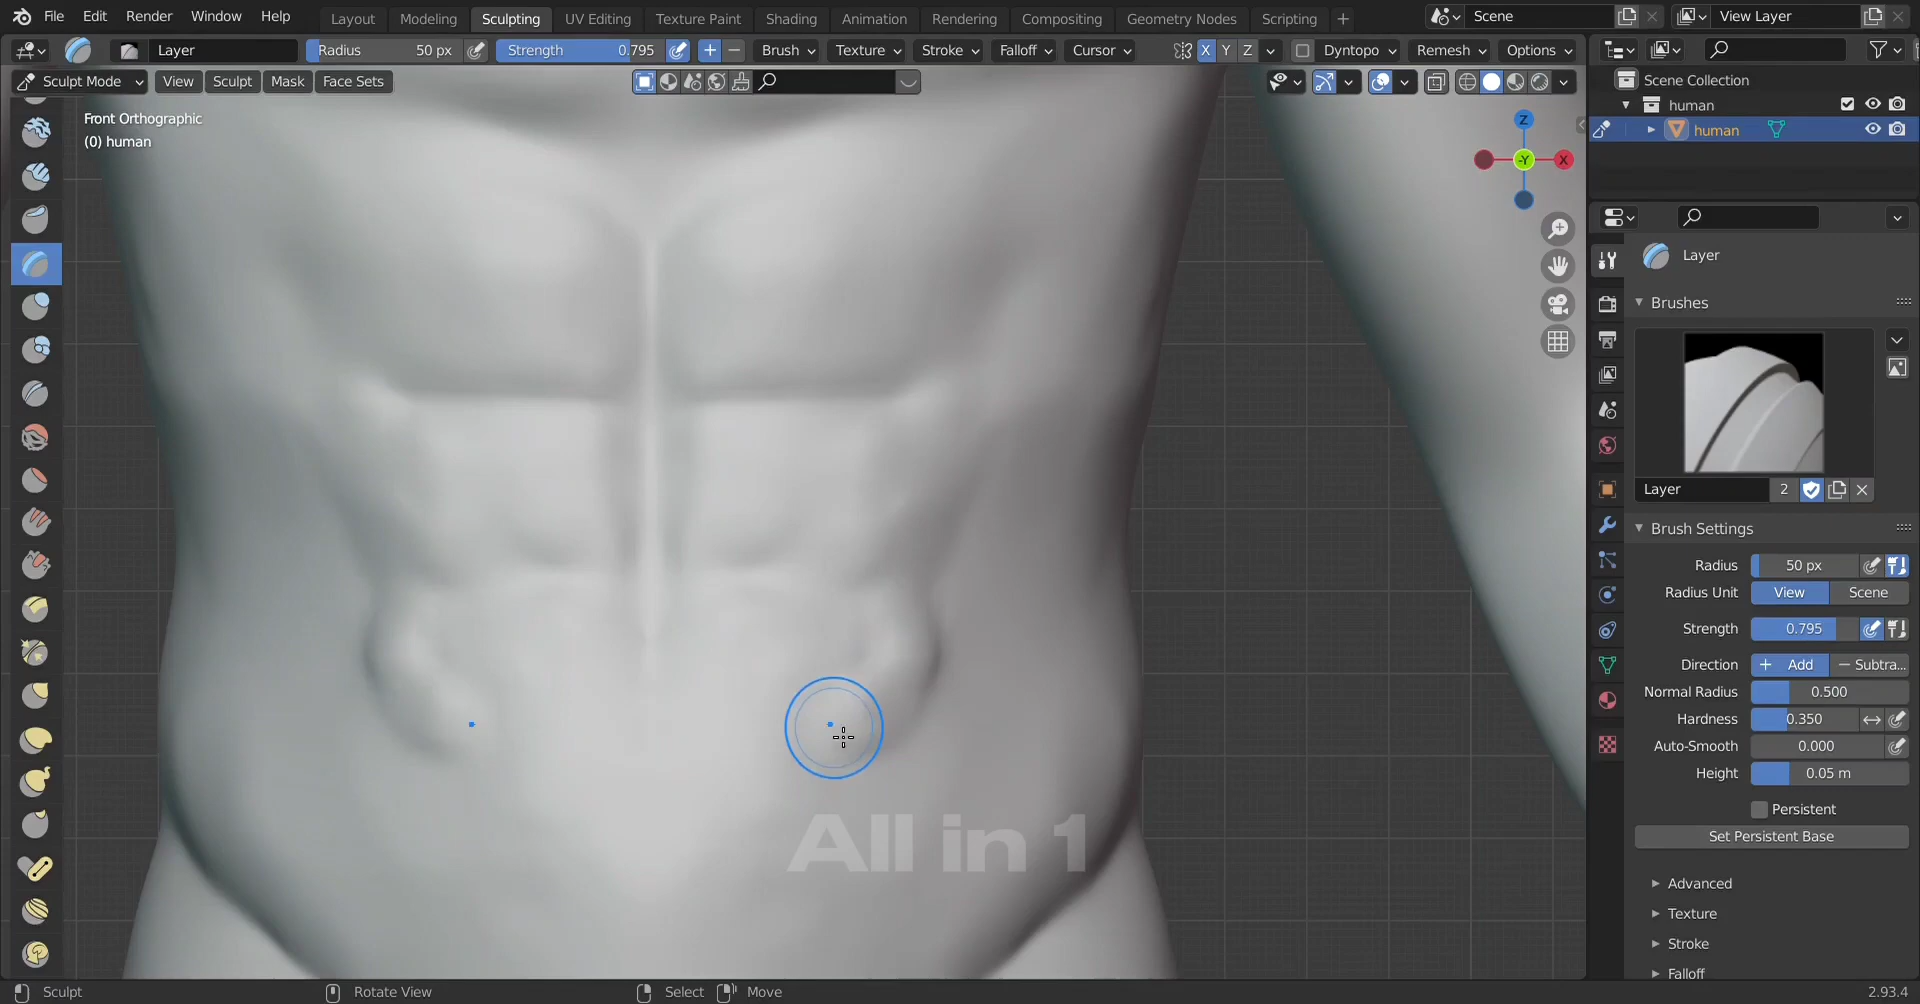 File Edit Render Window Help Layout Modeling Sculpting UV Editing Texture Paint Shading Animation Rendering Compositing Geometry Nodes Scripting + Scene View Layer
Layer Radius 50 px Strength 0.795 + − Brush Texture Stroke Falloff Cursor X Y Z Dyntopo Remesh Options
Sculpt Mode View Sculpt Mask Face Sets
Scene Collection
human
human
Front Orthographic
(0) human
Z
-Y X
Layer
Brushes
Layer 2
Brush Settings
Radius 50 px
Radius Unit View Scene
Strength 0.795
Direction + Add − Subtra...
Normal Radius 0.500
Hardness 0.350
Auto-Smooth 0.000
Height 0.05 m
Persistent
Set Persistent Base
Advanced
Texture
Stroke
Falloff
All in 1
Sculpt Rotate View Select Move 2.93.4